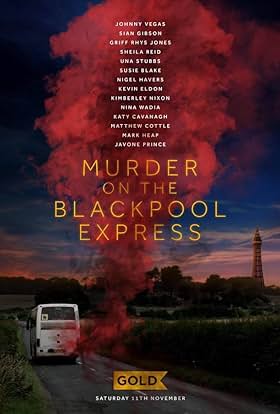 JOHNNY VEGAS
SIAN GIBSON
GRIFF RHYS JONES
SHEILA REID
UNA STUBBS
SUSIE BLAKE
NIGEL HAVERS
KEVIN ELDON
KIMBERLEY NIXON
NINA WADIA
KATY CAVANAGH
MATTHEW COTTLE
MARK HEAP
JAVONE PRINCE
MURDER
ON THE
BLACKPOOL
EXPRESS
GOLD
SATURDAY 11TH NOVEMBER